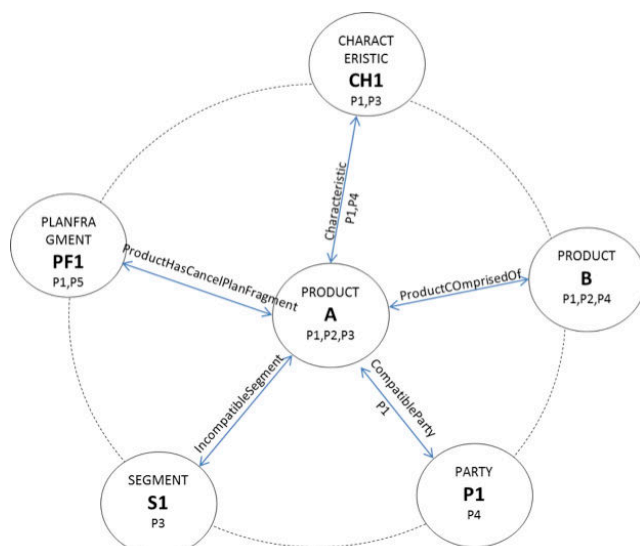 CHARACT
ERISTIC
CH1
P1,P3
Characteristic
P1,P4
PLANFRA
GMENT
PF1
P1,P5
ProductHasCancelPlanFragment
PRODUCT
A
P1,P2,P3
ProductCOmprisedOf
PRODUCT
B
P1,P2,P4
IncompatibleSegment
CompatibleParty
P1
SEGMENT
S1
P3
PARTY
P1
P4